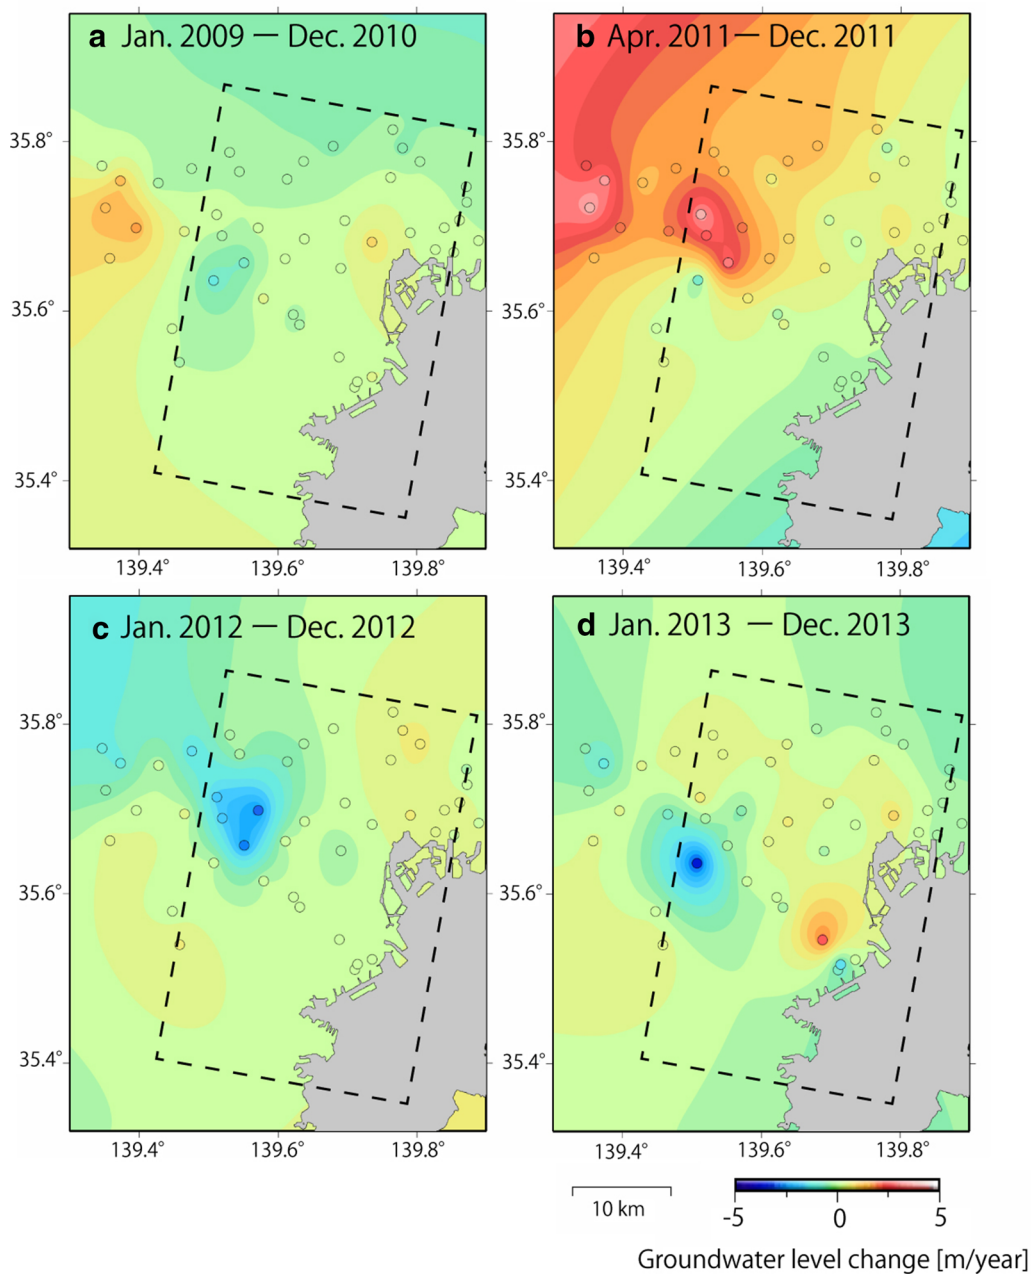 a Jan. 2009 — Dec. 2010
b Apr. 2011— Dec. 2011
35.8°
35.8°
35.6°
35.6°
35.4°
35.4°
139.4° 139.6° 139.8°
139.4° 139.6° 139.8°
c Jan. 2012 — Dec. 2012
d Jan. 2013 — Dec. 2013
35.8°
35.8°
35.6°
35.6°
35.4°
35.4°
139.4° 139.6° 139.8°
139.4° 139.6° 139.8°
10 km
-5 0 5
Groundwater level change [m/year]